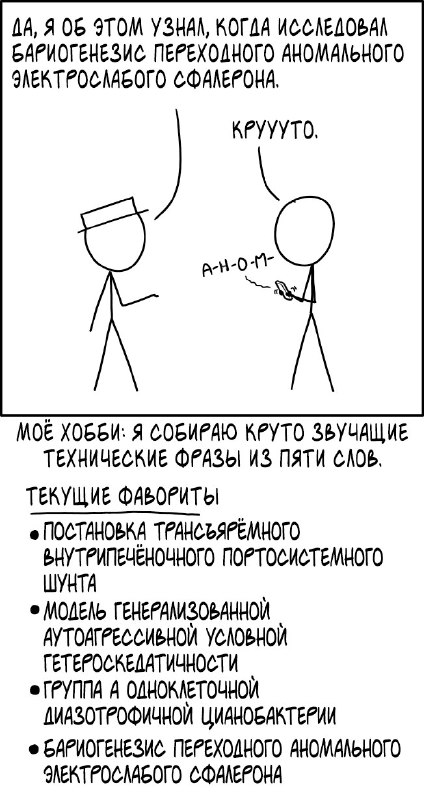 ДА, Я ОБ ЭТОМ УЗНАЛ, КОГДА ИССЛЕДОВАЛ
БАРИОГЕНЕЗИС ПЕРЕХОДНОГО АНОМАЛЬНОГО
ЭЛЕКТРОСЛАБОГО СФАЛЕРОНА.
КРУУУТО.
А-Н-О-М-
МОЁ ХОББИ: Я СОБИРАЮ КРУТО ЗВУЧАЩИЕ
ТЕХНИЧЕСКИЕ ФРАЗЫ ИЗ ПЯТИ СЛОВ.
ТЕКУЩИЕ ФАВОРИТЫ
• ПОСТАНОВКА ТРАНСЪЯРЁМНОГО
ВНУТРИПЕЧЁНОЧНОГО ПОРТОСИСТЕМНОГО
ШУНТА
• МОДЕЛЬ ГЕНЕРАЛИЗОВАННОЙ
АУТОАГРЕССИВНОЙ УСЛОВНОЙ
ГЕТЕРОСКЕДАТИЧНОСТИ
• ГРУППА А ОДНОКЛЕТОЧНОЙ
ДИАЗОТРОФИЧНОЙ ЦИАНОБАКТЕРИИ
• БАРИОГЕНЕЗИС ПЕРЕХОДНОГО АНОМАЛЬНОГО
ЭЛЕКТРОСЛАБОГО СФАЛЕРОНА